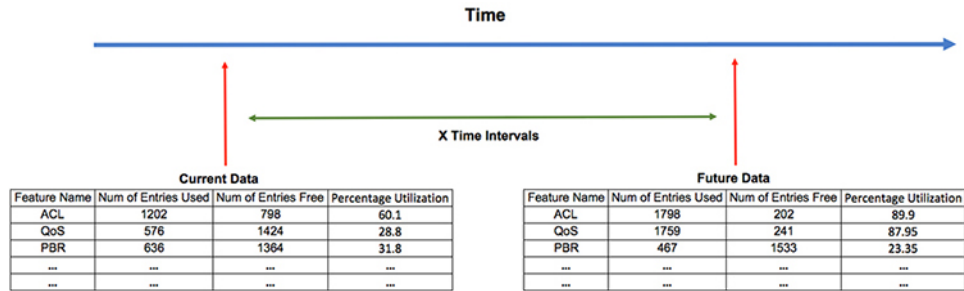 Time
X Time Intervals
Current Data
Feature Name Num of Entries Used Num of Entries Free Percentage Utilization
ACL 1202 798 60.1
QoS 576 1424 28.8
PBR 636 1364 31.8
... ... ... ...
... ... ... ...
Future Data
Feature Name Num of Entries Used Num of Entries Free Percentage Utilization
ACL 1798 202 89.9
QoS 1759 241 87.95
PBR 467 1533 23.35
... ... ... ...
... ... ... ...